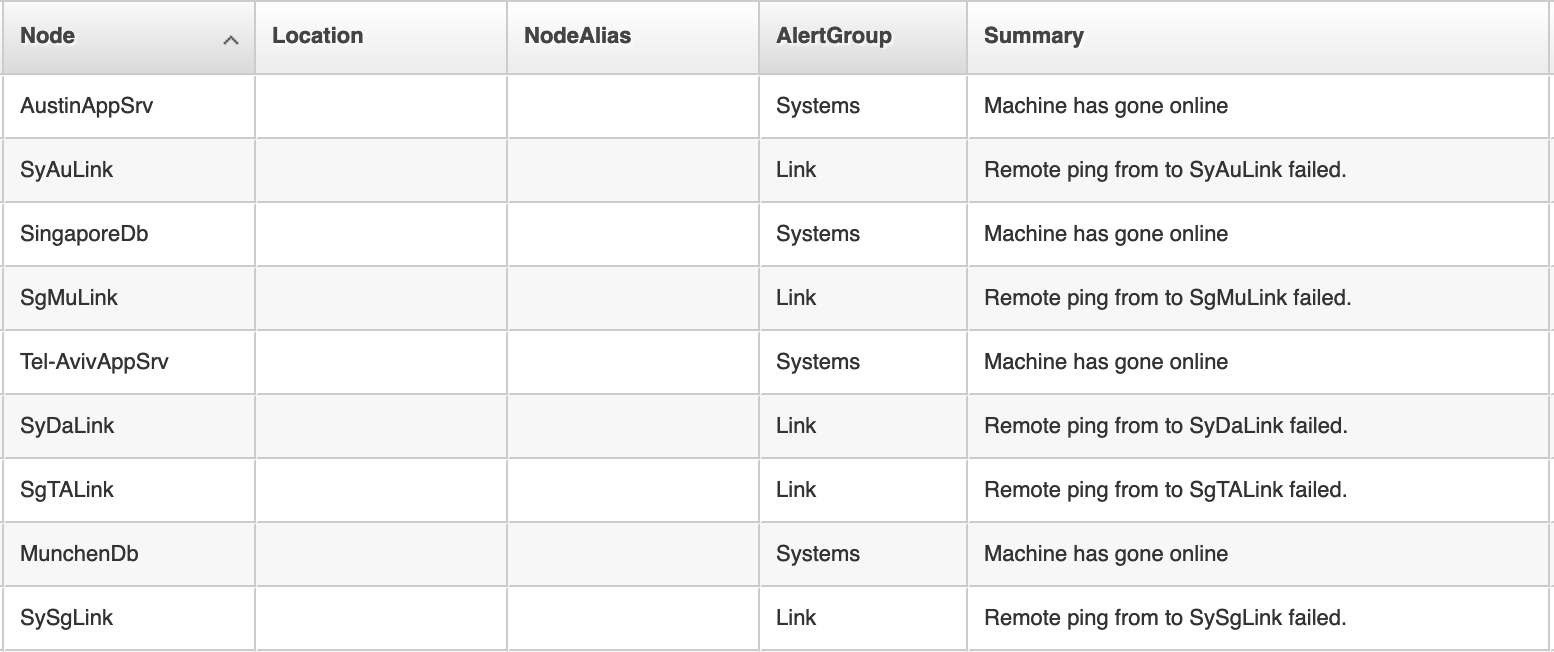 Node Location NodeAlias AlertGroup Summary
AustinAppSrv Systems Machine has gone online
SyAuLink Link Remote ping from to SyAuLink failed.
SingaporeDb Systems Machine has gone online
SgMuLink Link Remote ping from to SgMuLink failed.
Tel-AvivAppSrv Systems Machine has gone online
SyDaLink Link Remote ping from to SyDaLink failed.
SgTALink Link Remote ping from to SgTALink failed.
MunchenDb Systems Machine has gone online
SySgLink Link Remote ping from to SySgLink failed.